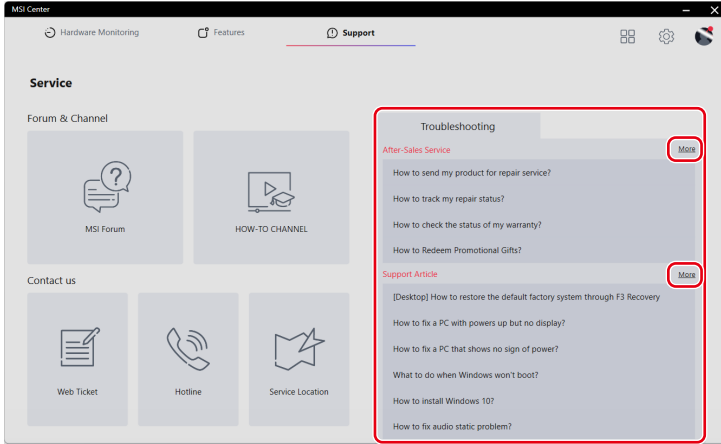 MSI Center
Hardware Monitoring
Features
Support
Service
Forum & Channel
MSI Forum
HOW-TO CHANNEL
Contact us
Web Ticket
Hotline
Service Location
Troubleshooting
After-Sales Service
More
How to send my product for repair service?
How to track my repair status?
How to check the status of my warranty?
How to Redeem Promotional Gifts?
Support Article
More
[Desktop] How to restore the default factory system through F3 Recovery
How to fix a PC with powers up but no display?
How to fix a PC that shows no sign of power?
What to do when Windows won't boot?
How to install Windows 10?
How to fix audio static problem?